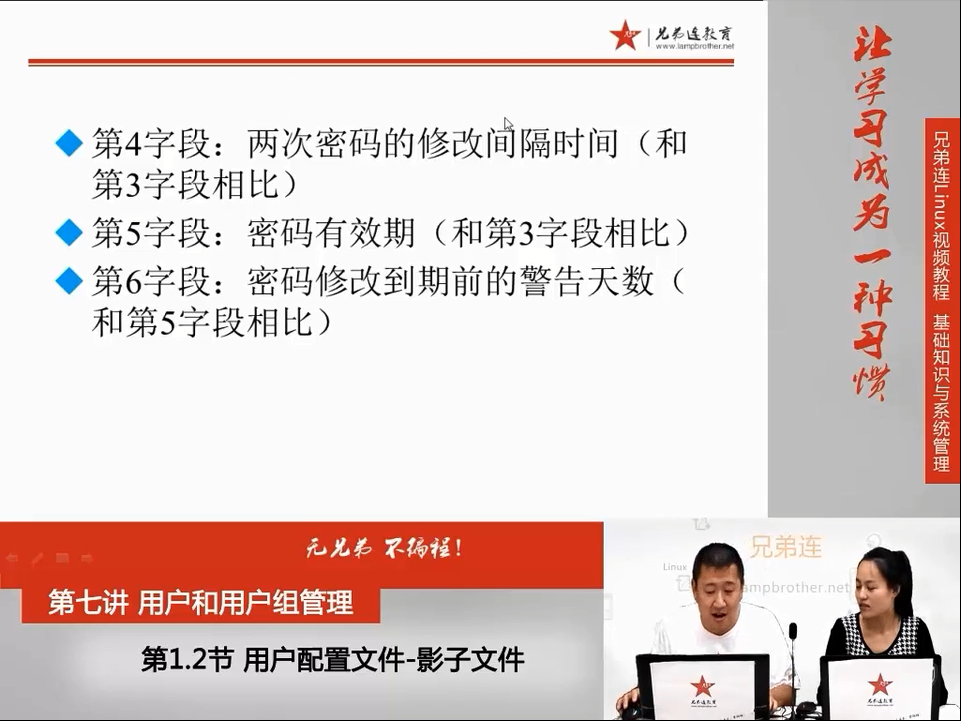 兄弟连教育
www.lampbrother.net
第4字段：两次密码的修改间隔时间（和
第3字段相比）
第5字段：密码有效期（和第3字段相比）
第6字段：密码修改到期前的警告天数（
和第5字段相比）
让学习成为一种习惯
兄弟连Linux视频教程 基础知识与系统管理
无兄弟 不编程！
第七讲 用户和用户组管理
第1.2节 用户配置文件-影子文件
兄弟连
Linux
lampbrother.net